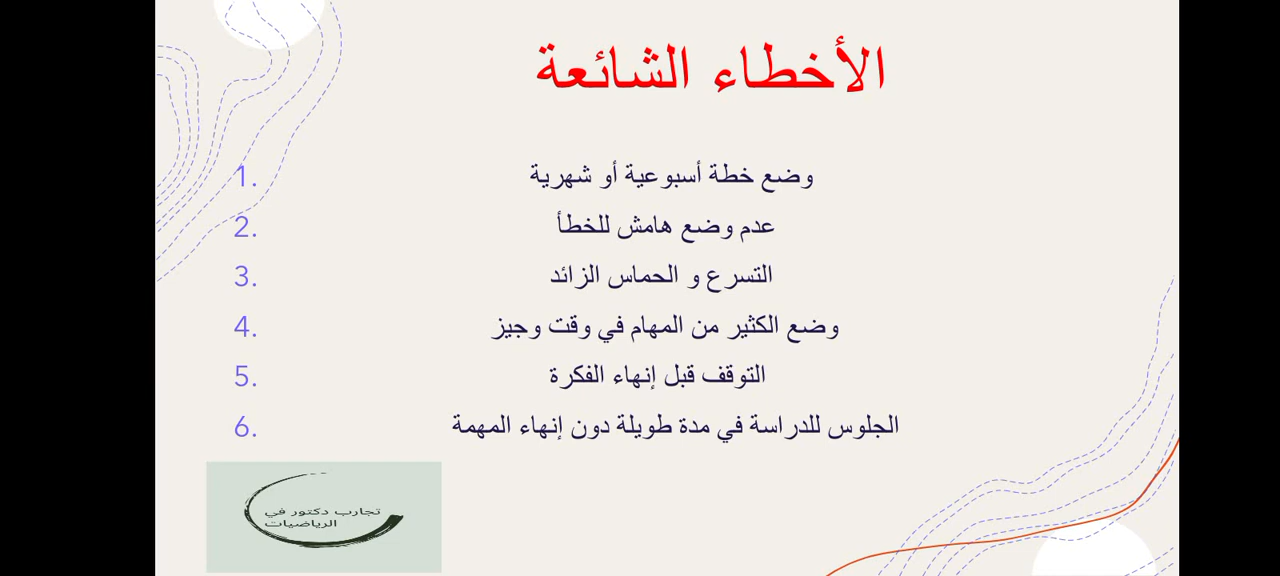 الأخطاء الشائعة
1. وضع خطة أسبوعية أو شهرية
2. عدم وضع هامش للخطأ
3. التسرع و الحماس الزائد
4. وضع الكثير من المهام في وقت وجيز
5. التوقف قبل إنهاء الفكرة
6. الجلوس للدراسة في مدة طويلة دون إنهاء المهمة
تجارب دكتور في
الرياضيات